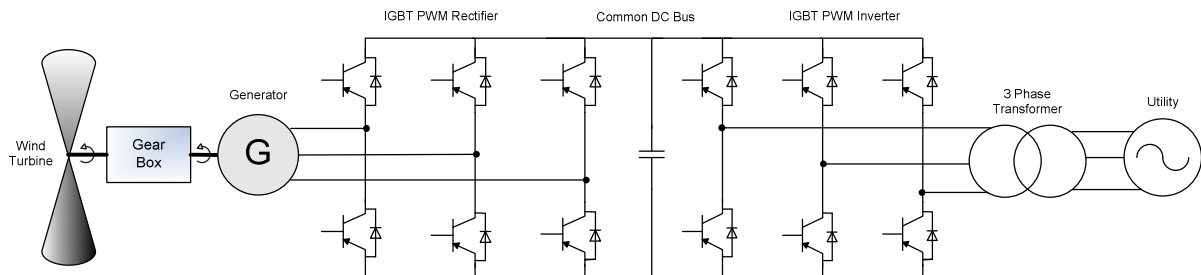 IGBT PWM Rectifier
Common DC Bus
IGBT PWM Inverter
Generator
3 Phase
Transformer
Utility
Wind
Turbine
Gear
Box
G